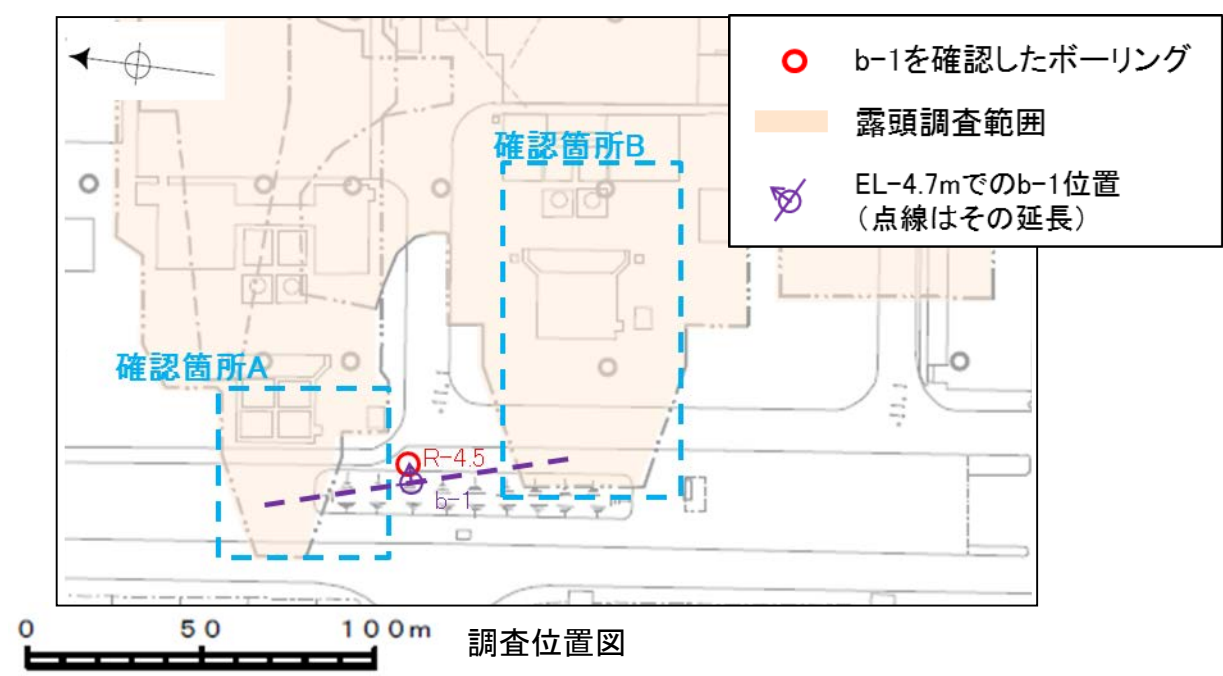 b-1を確認したボーリング
露頭調査範囲
EL-4.7mでのb-1位置
（点線はその延長）
確認箇所B
確認箇所A
R-4.5
b-1
0 50 100m
調査位置図